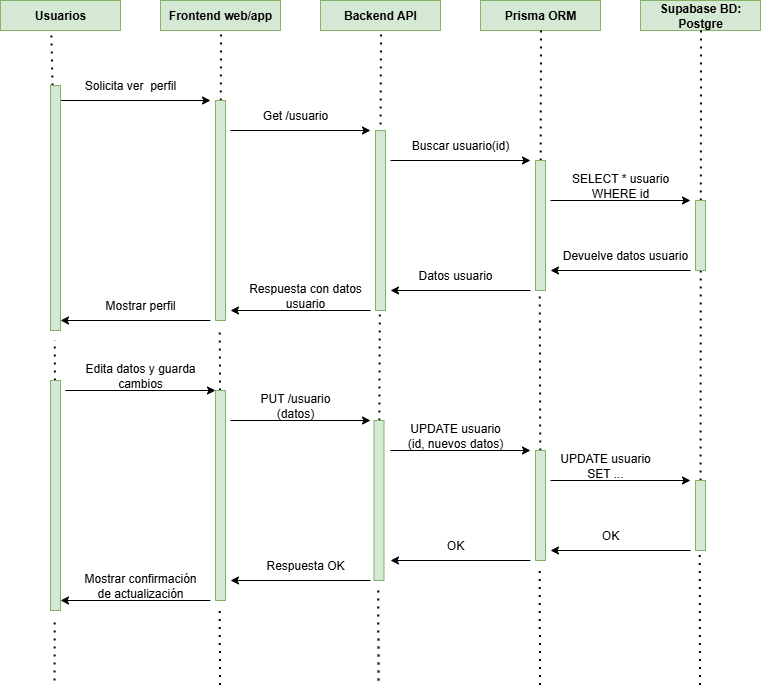 Usuarios
Frontend web/app
Backend API
Prisma ORM
Supabase BD:
Postgre
Solicita ver perfil
Get /usuario
Buscar usuario(id)
SELECT * usuario
WHERE id
Devuelve datos usuario
Datos usuario
Respuesta con datos
usuario
Mostrar perfil
Edita datos y guarda
cambios
PUT /usuario
(datos)
UPDATE usuario
(id, nuevos datos)
UPDATE usuario
SET ...
OK
OK
Respuesta OK
Mostrar confirmación
de actualización